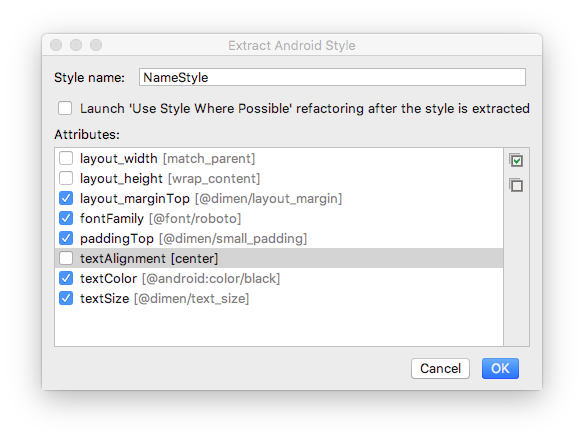 Extract Android Style
Style name: NameStyle
Launch 'Use Style Where Possible' refactoring after the style is extracted
Attributes:
layout_width [match_parent]
layout_height [wrap_content]
layout_marginTop [@dimen/layout_margin]
fontFamily [@font/roboto]
paddingTop [@dimen/small_padding]
textAlignment [center]
textColor [@android:color/black]
textSize [@dimen/text_size]
Cancel OK